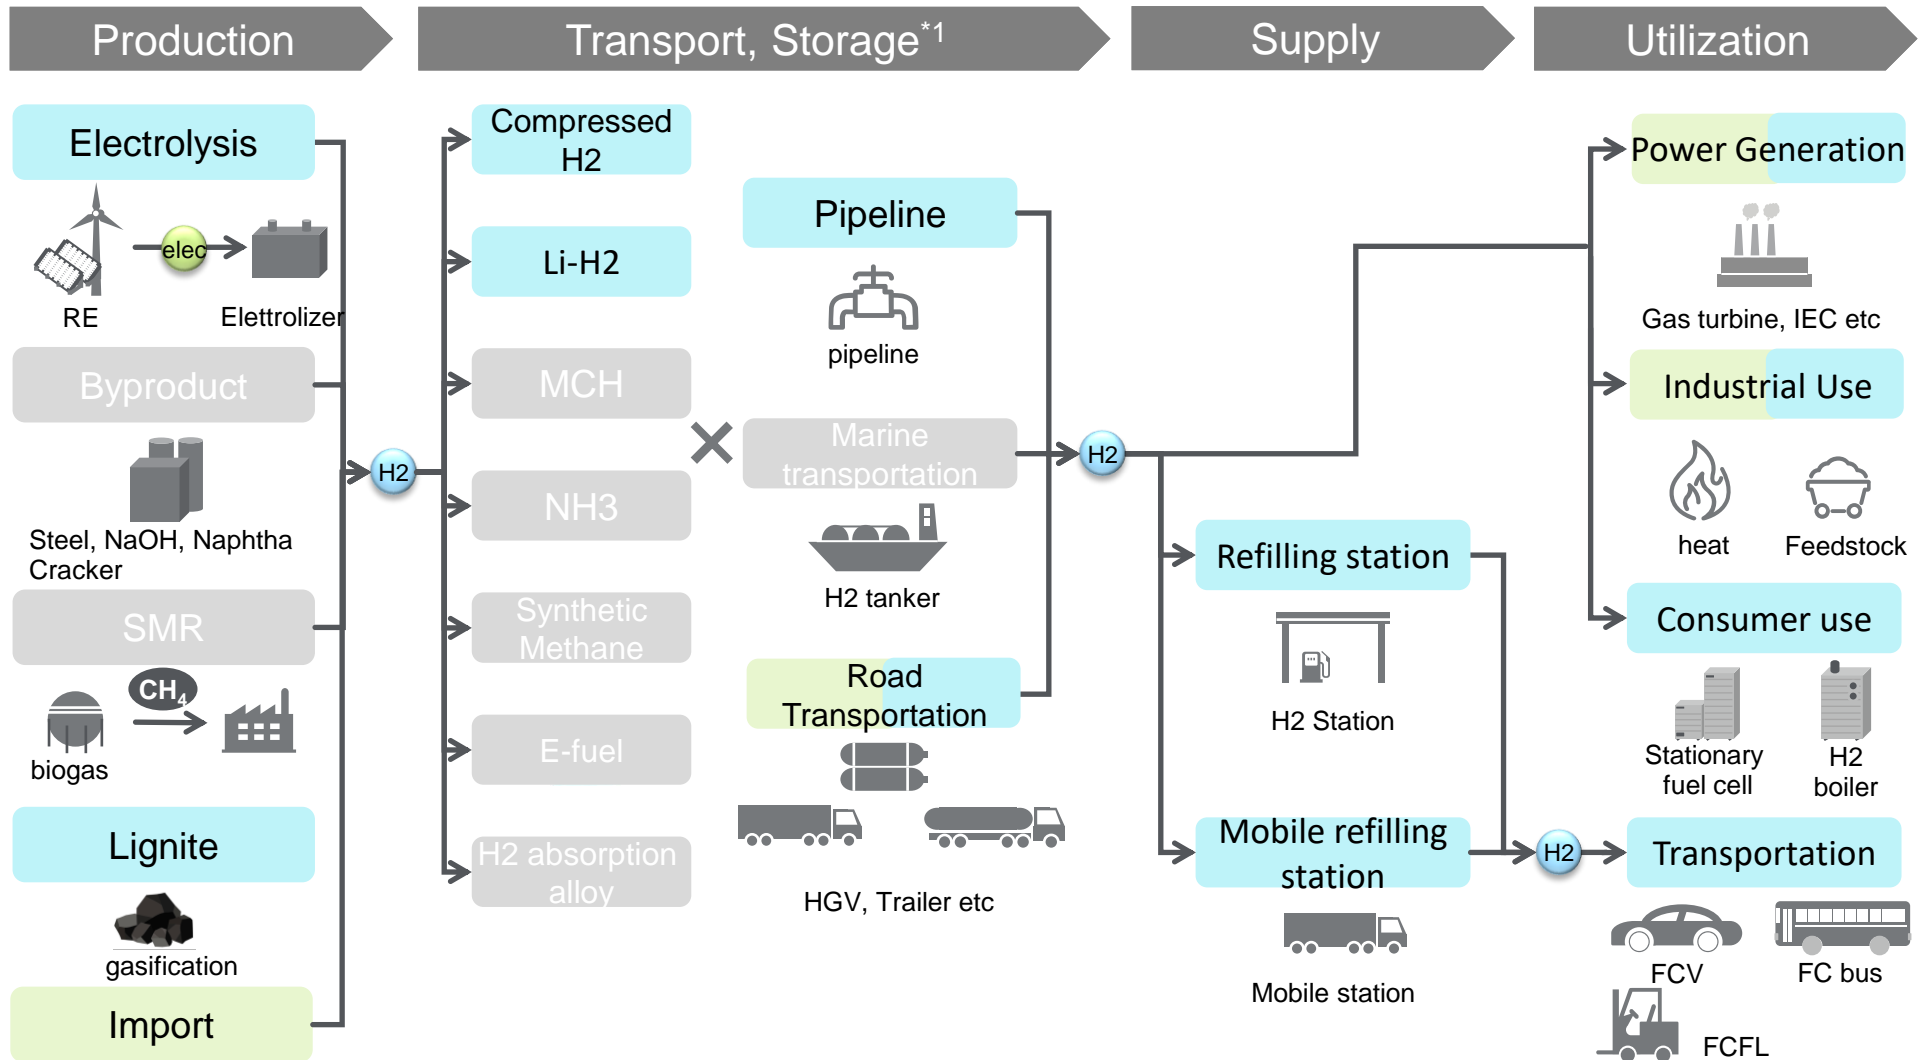 Production
Transport, Storage*1
Supply
Utilization
Electrolysis
elec
RE
Elettrolizer
Byproduct
Steel, NaOH, Naphtha
Cracker
SMR
CH4
biogas
Lignite
gasification
Import
H2
Compressed
H2
Li-H2
MCH
NH3
Synthetic
Methane
E-fuel
H2 absorption
alloy
Pipeline
pipeline
Marine
transportation
H2 tanker
Road
Transportation
HGV, Trailer etc
H2
Refilling station
H2 Station
Mobile refilling
station
Mobile station
H2
Power Generation
Gas turbine, IEC etc
Industrial Use
heat
Feedstock
Consumer use
Stationary
fuel cell
H2
boiler
Transportation
FCV
FC bus
FCFL